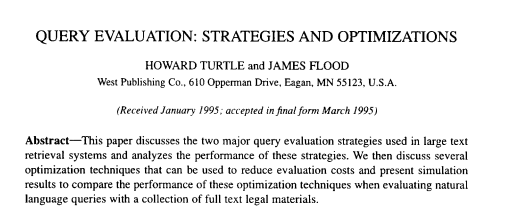 QUERY EVALUATION: STRATEGIES AND OPTIMIZATIONS
HOWARD TURTLE and JAMES FLOOD
West Publishing Co., 610 Opperman Drive, Eagan, MN 55123, U.S.A.
(Received January 1995; accepted in final form March 1995)
Abstract—This paper discusses the two major query evaluation strategies used in large text
retrieval systems and analyzes the performance of these strategies. We then discuss several
optimization techniques that can be used to reduce evaluation costs and present simulation
results to compare the performance of these optimization techniques when evaluating natural
language queries with a collection of full text legal materials.